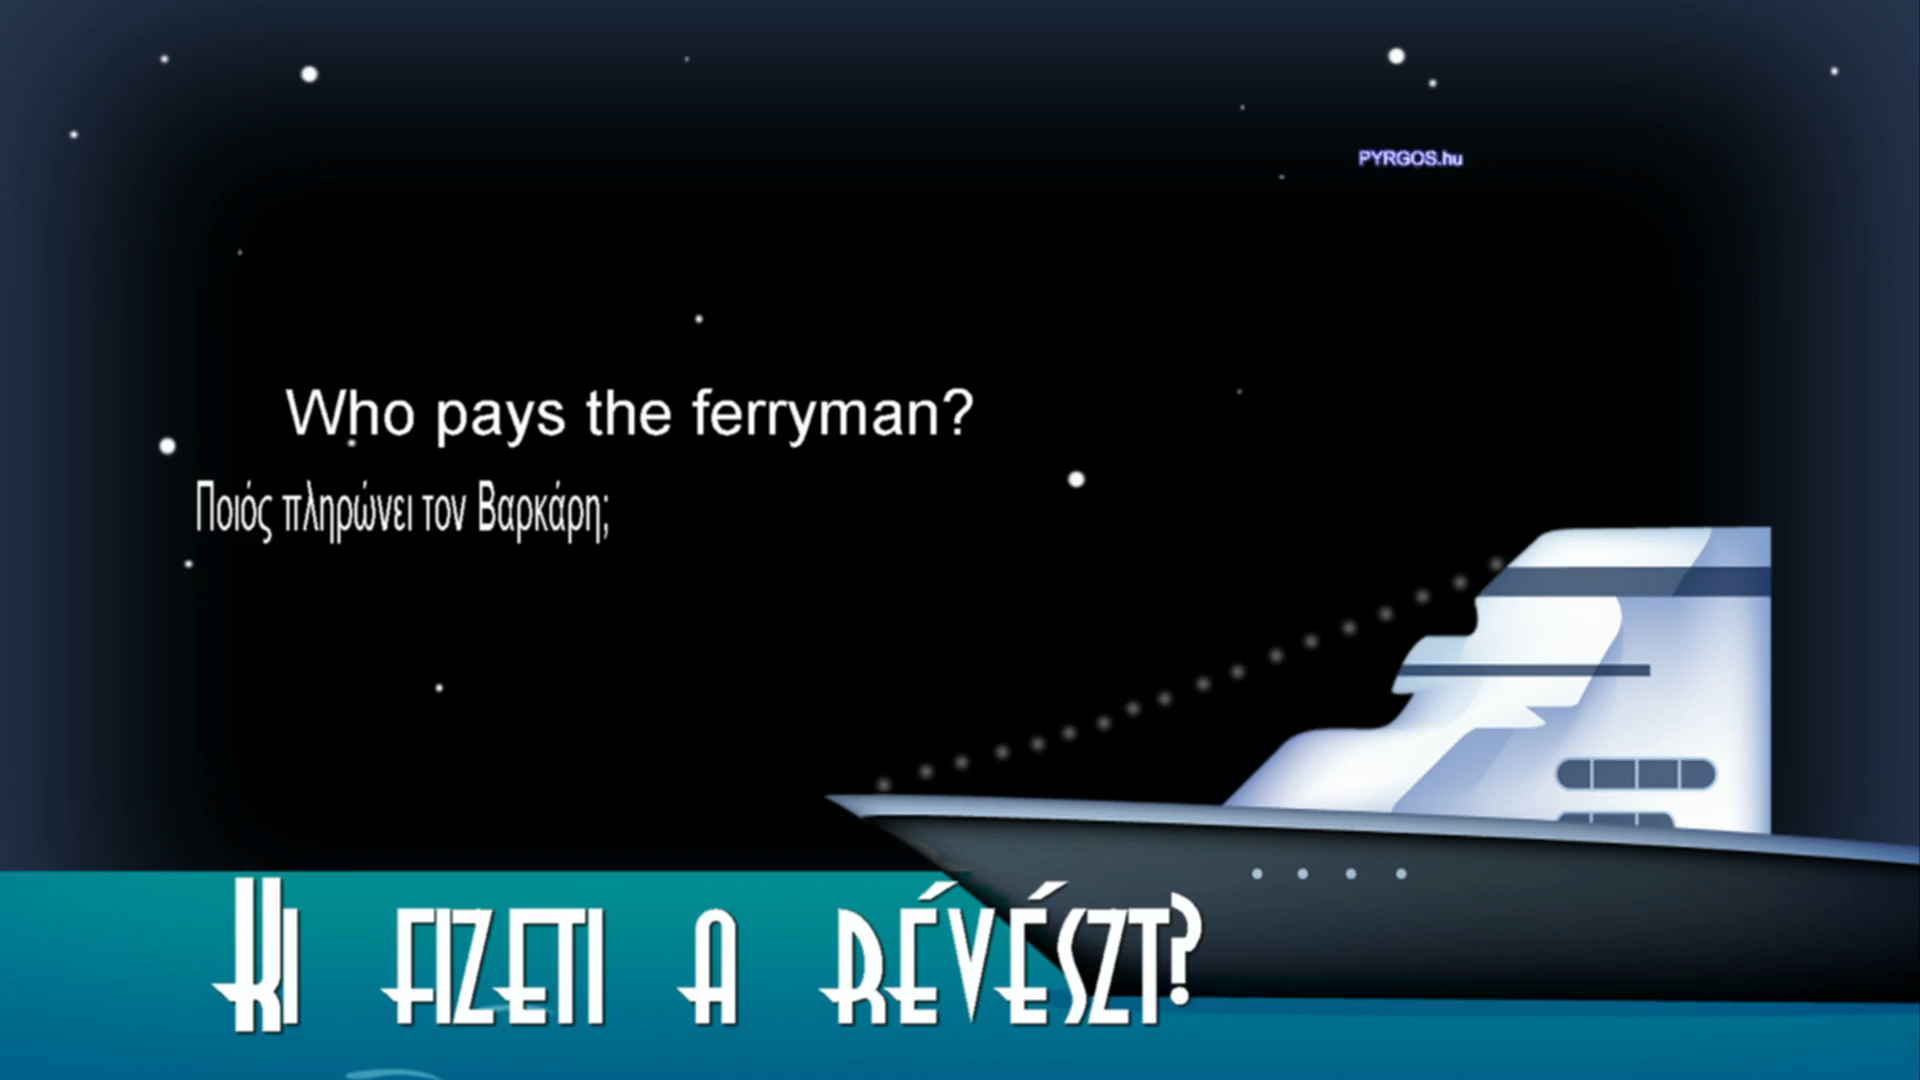 PYRGOS.hu
Who pays the ferryman?
Ποιός πληρώνει τον Βαρκάρη;
KI FIZETI A RÉVÉSZT?